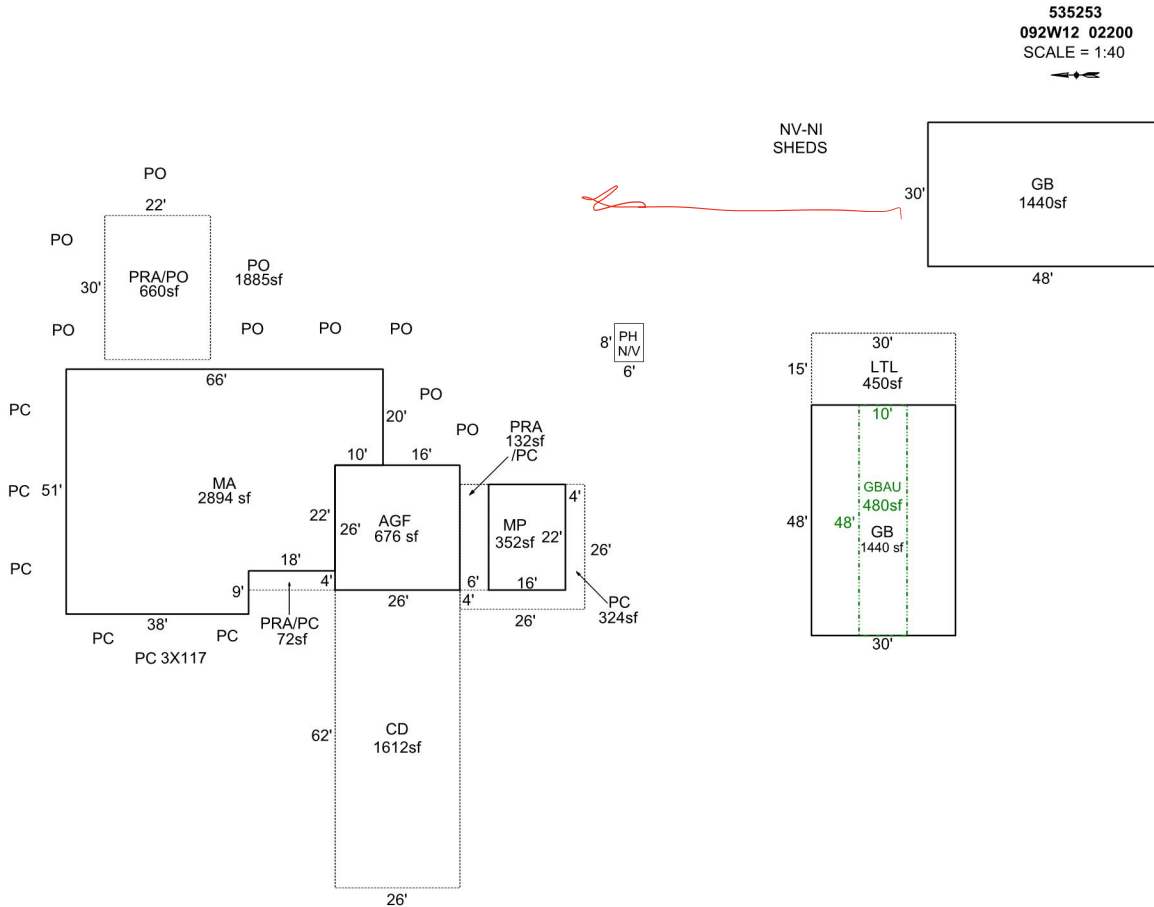 535253
092W12 02200
SCALE = 1:40
NV-NI
SHEDS
30'
GB
1440sf
48'
PO
22'
PO
30'
PRA/PO
660sf
PO
1885sf
PO
PO
PO
PO
8'
PH
N/V
6'
30'
15'
LTL
450sf
10'
66'
PC
20'
PO
PO
PRA
132sf
/PC
10'
16'
PC
51'
MA
2894 sf
22'
26'
AGF
676 sf
MP
352sf
22'
4'
26'
48'
48'
GBAU
480sf
GB
1440 sf
PC
18'
9'
4'
6'
16'
38'
PRA/PC
72sf
26'
4'
26'
PC
324sf
30'
PC
PC
PC 3X117
62'
CD
1612sf
26'